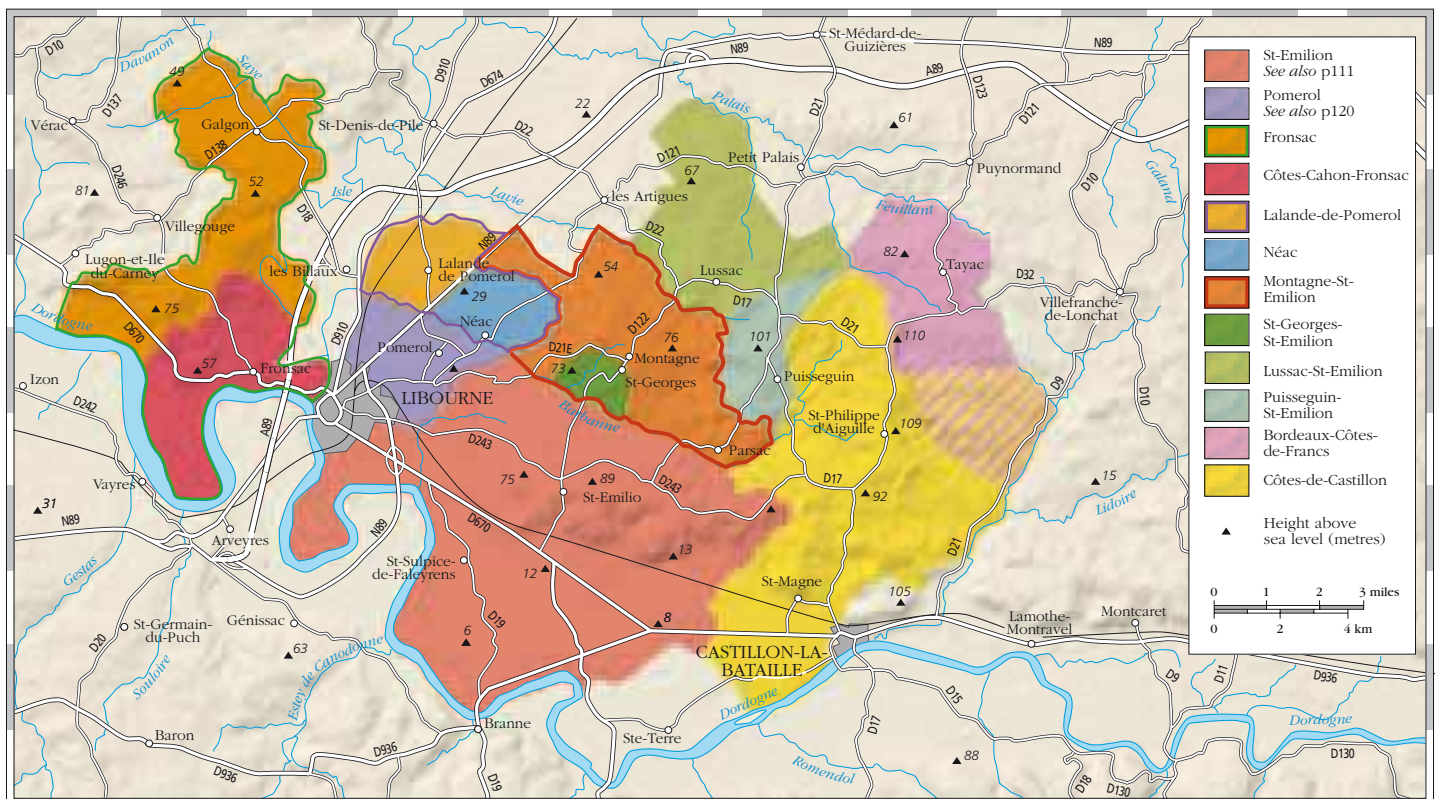 D10
Davanon
Saye
49
D137
Vérac
Galgon
D138
D246
81
52
Villegouge
D18
Lugon-et-Ile
du-Carney
les Billaux
75
Dordogne
D670
57
Fronsac
Izon
D242
A89
Vayres
31
N89
Arveyres
Gestas
St-Germain-
du-Puch
D20
Souloire
Génissac
63
Estey de Canodonne
Baron
D936
D936
D910
D674
22
St-Denis-de-Pile
D22
Isle
Lavie
N89
les Artigues
Lalande
de Pomerol
29
Néac
Pomerol
D910
LIBOURNE
D21E
73
54
D122
76
Montagne
St-Georges
Barbanne
Parsac
D243
75
89
St-Emilio
D243
D670
N89
St-Sulpice-
de-Faleyrens
12
13
D19
6
8
Branne
D19
Ste-Terre
Dordogne
St-Médard-de-
Guizières
N89
N89
A89
D21
D123
Palais
61
D121
D121
67
Petit Palais
Puynormand
D10
Galand
D22
Feuillant
82
Tayac
Lussac
D17
D32
Villefranche-
de-Lonchat
D21
101
110
Puisseguin
D9
D10
St-Philippe
d'Aiguille
109
D17
92
15
Lidoire
D21
St-Magne
105
Lamothe-
Montravel
Montcaret
CASTILLON-LA-
BATAILLE
D15
D9
D11
D936
D17
Dordogne
88
Romendol
D18
D130
D130
St-Emilion
See also p111
Pomerol
See also p120
Fronsac
Côtes-Cahon-Fronsac
Lalande-de-Pomerol
Néac
Montagne-St-
Emilion
St-Georges-
St-Emilion
Lussac-St-Emilion
Puisseguin-
St-Emilion
Bordeaux-Côtes-
de-Francs
Côtes-de-Castillon
Height above
sea level (metres)
0 1 2 3 miles
0 2 4 km